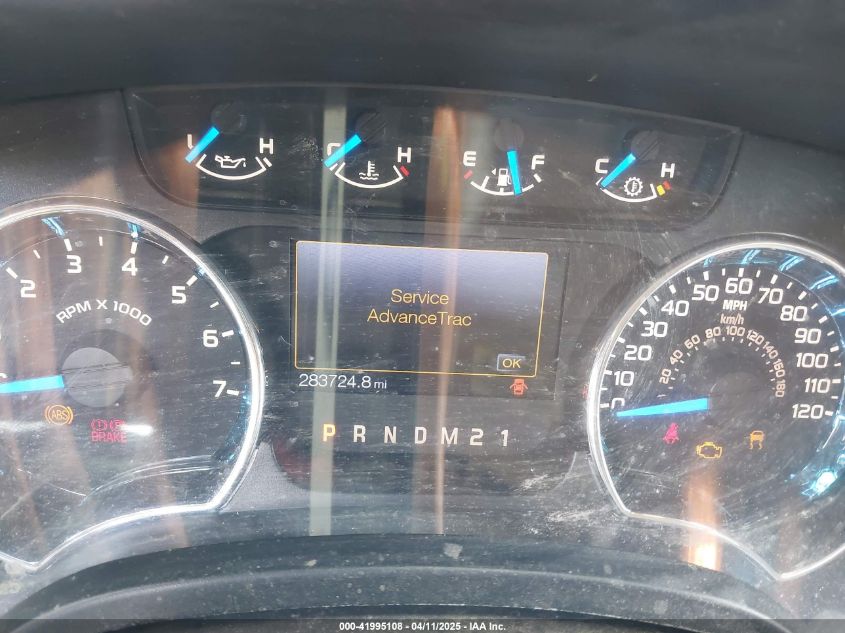 L H C H E F C H
2 3 4 5 6 7
RPM X 1000
ABS
BRAKE
Service
AdvanceTrac
OK
283724.8 mi
P R N D M 2 1
0 10 20 30 40 50 60 70 80 90 100 110 120
MPH
km/h
20 40 60 80 100 120 140 160 180
000-41995108 - 04/11/2025 - IAA Inc.